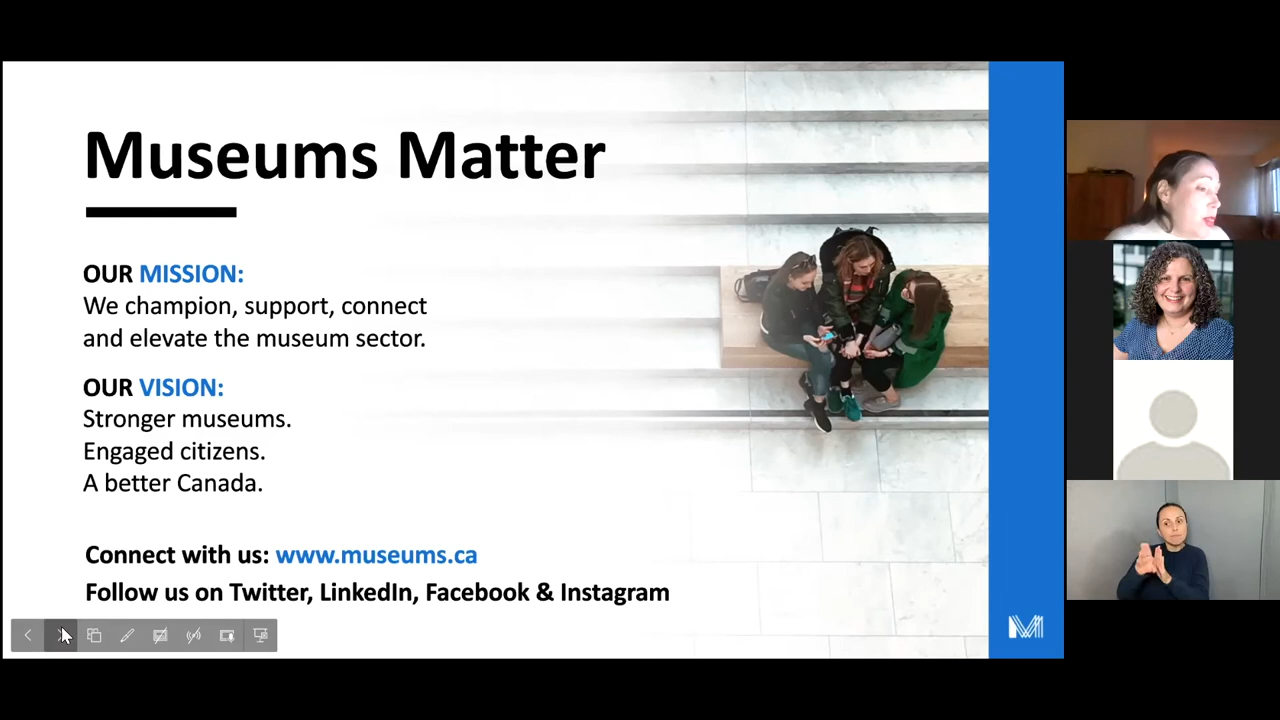 Museums Matter
OUR MISSION:
We champion, support, connect
and elevate the museum sector.
OUR VISION:
Stronger museums.
Engaged citizens.
A better Canada.
Connect with us: www.museums.ca
Follow us on Twitter, LinkedIn, Facebook & Instagram